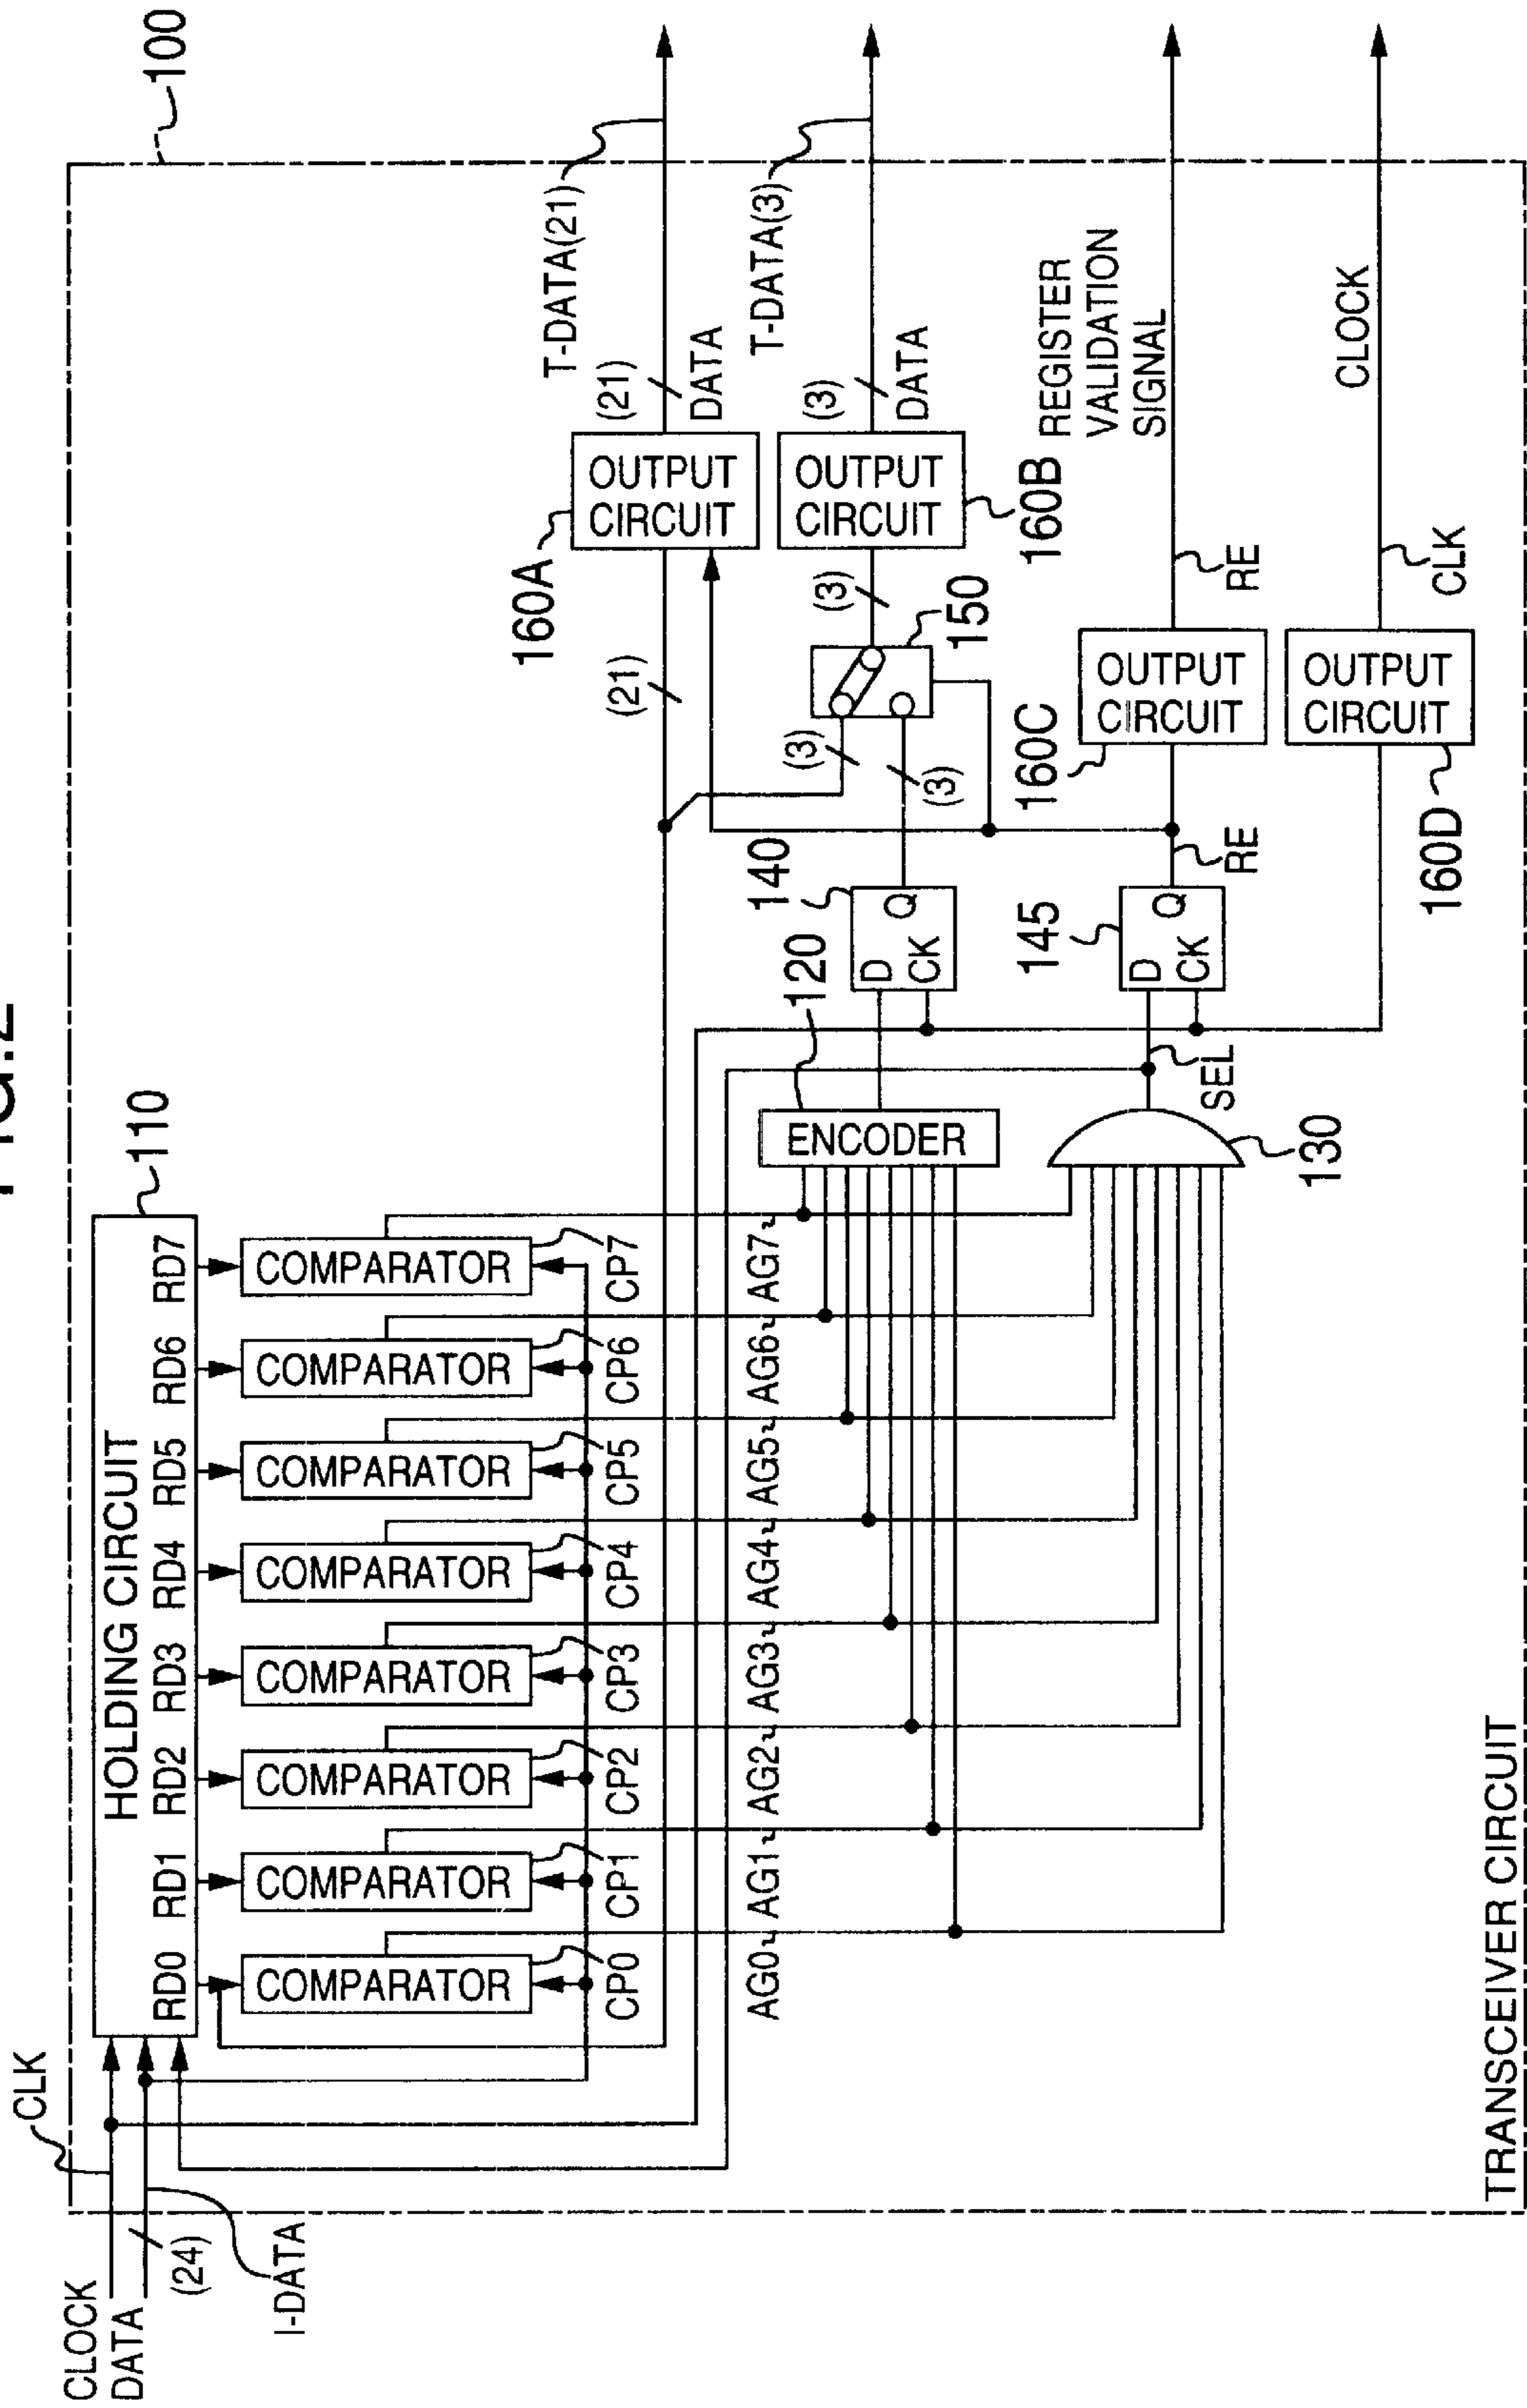 FIG.2
CLOCK
DATA
CLK
(24)
I-DATA
100
110
HOLDING CIRCUIT
RD0 RD1 RD2 RD3 RD4 RD5 RD6 RD7
COMPARATOR COMPARATOR COMPARATOR COMPARATOR COMPARATOR COMPARATOR COMPARATOR COMPARATOR
CP0 CP1 CP2 CP3 CP4 CP5 CP6 CP7
AG0 AG1 AG2 AG3 AG4 AG5 AG6 AG7
120
ENCODER
130
SEL
140
D Q
CK
145
D Q
CK
RE
150
(3)
(3)
(3)
(21)
160A
OUTPUT
CIRCUIT
(21)
DATA
T-DATA(21)
160B
OUTPUT
CIRCUIT
(3)
DATA
T-DATA(3)
160C
OUTPUT
CIRCUIT
RE
REGISTER
VALIDATION
SIGNAL
160D
OUTPUT
CIRCUIT
CLK
CLOCK
TRANSCEIVER CIRCUIT